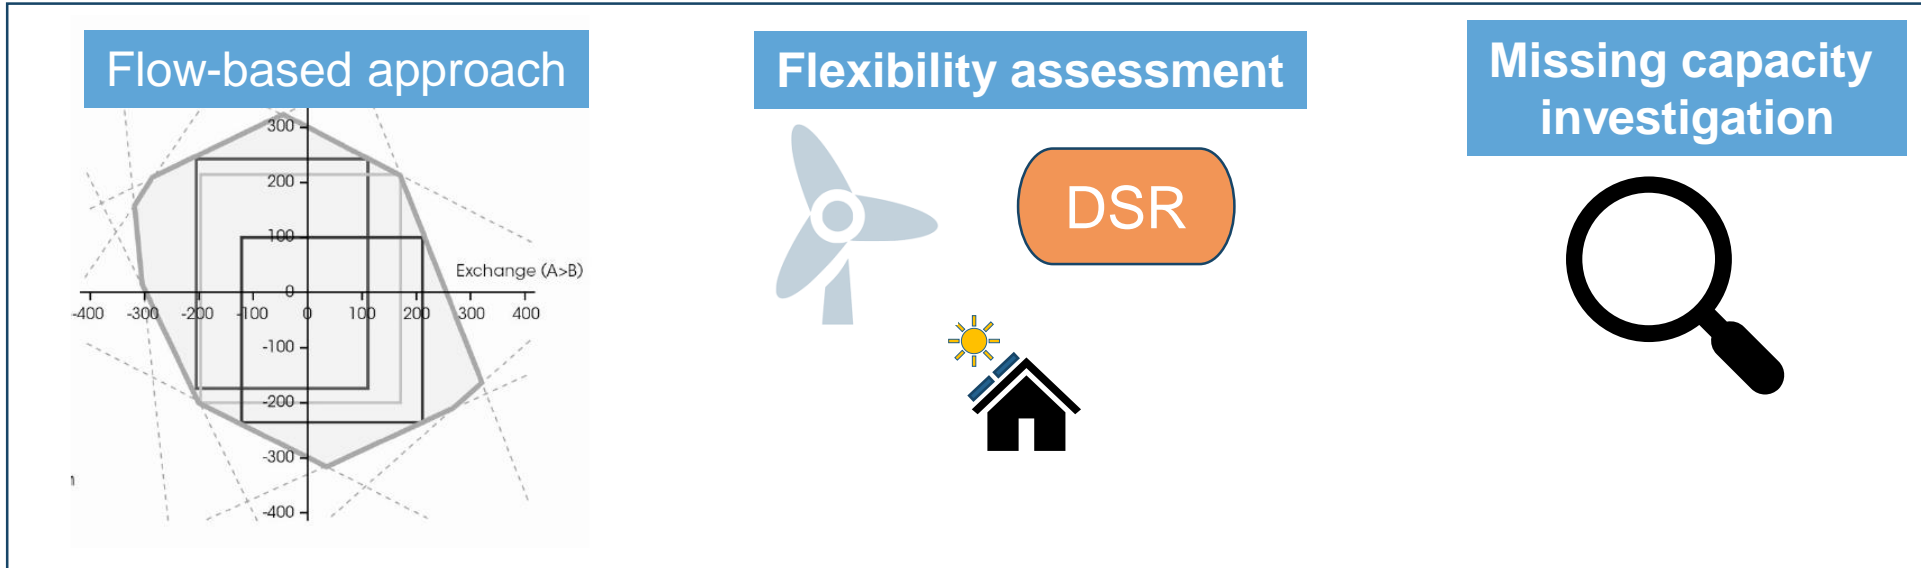 Flow-based approach
300
200
100
0
Exchange (A>B)
-400 -300 -200 -100 0 100 200 300 400
-100
-200
-300
-400
Flexibility assessment
DSR
Missing capacity
investigation